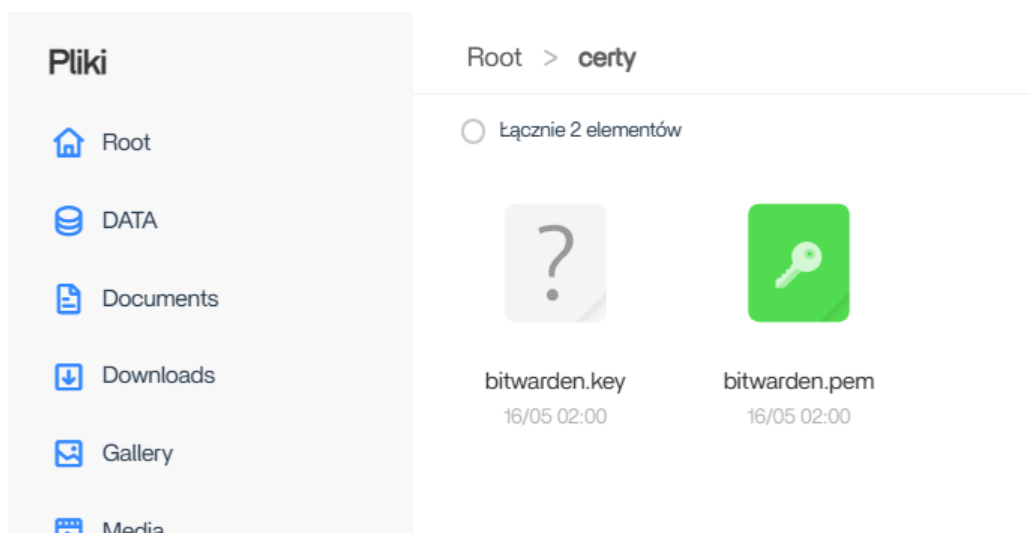 Pliki
Root
DATA
Documents
Downloads
Gallery
Media
Root > certy
Łącznie 2 elementów
?
bitwarden.key
16/05 02:00
bitwarden.pem
16/05 02:00